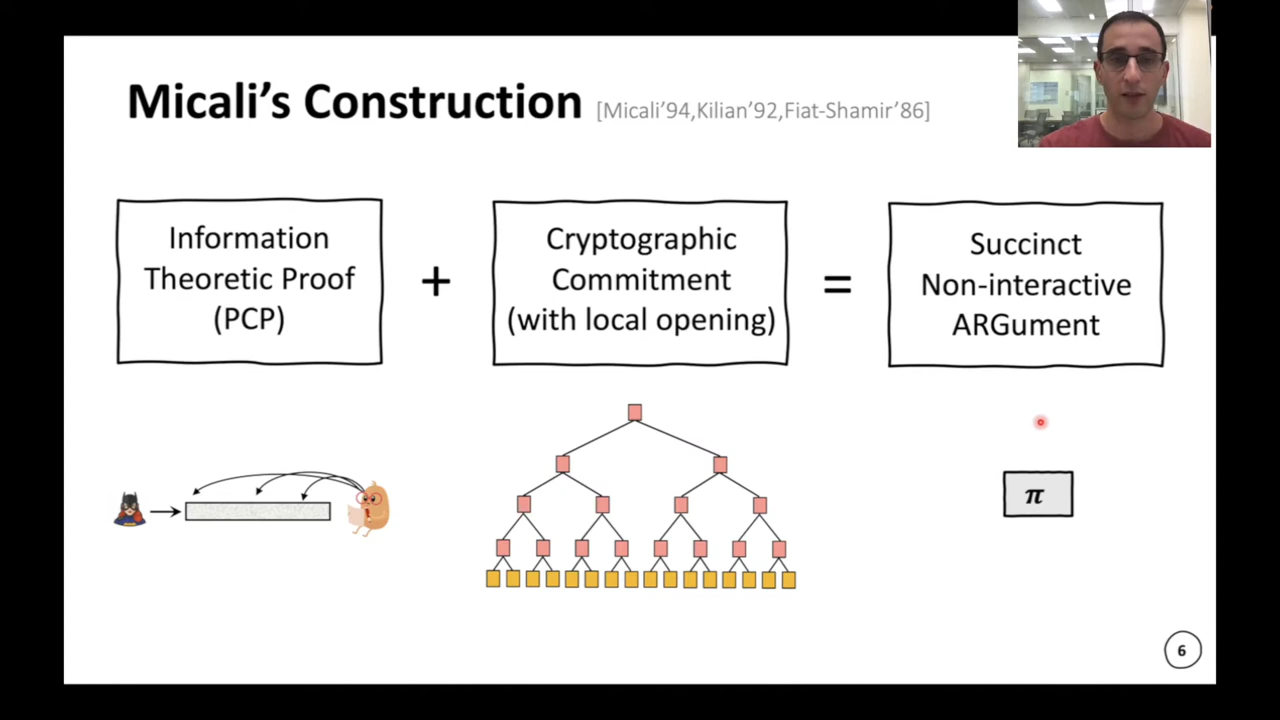 Micali's Construction [Micali'94,Kilian'92,Fiat-Shamir'86]
Information
Theoretic Proof
(PCP)
+
Cryptographic
Commitment
(with local opening)
=
Succinct
Non-interactive
ARGument
π
6